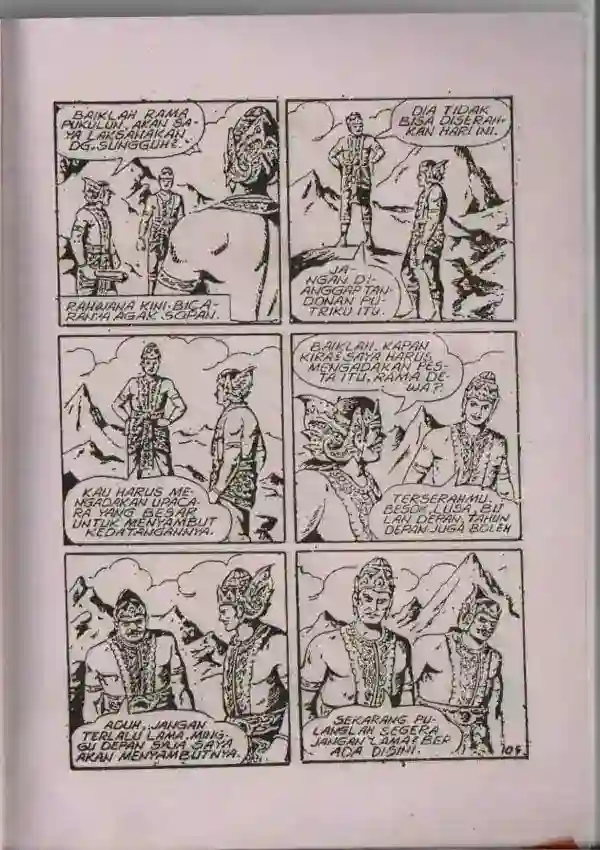 BAIKLAH RAMA
PUKULUN. AKAN SA-
YA LAKSANAKAN
DG. SUNGGUH2.
RAHWANA KINI BICA-
RANYA AGAK SOPAN.
DIA TIDAK
BISA DISERAH-
KAN HARI INI.
JA-
NGAN DI-
ANGGAP TAN-
DONAN PU-
TRIKU ITU.
KAU HARUS ME-
NGADAKAN UPACA-
RA YANG BESAR
UNTUK MENYAMBUT
KEDATANGANNYA.
BAIKLAH. KAPAN
KIRA2 SAYA HARUS
MENGADAKAN PES-
TA ITU, RAMA DE-
WA?
TERSERAHMU.
BESOK, LUSA, BU
LAN DEPAN, TAHUN
DEPAN JUGA BOLEH
ADUH, JANGAN
TERLALU LAMA. MING-
GU DEPAN SAJA SAYA
AKAN MENYAMBUTNYA.
SEKARANG PU-
LANGLAH SEGERA
JANGAN LAMA2 BER
ADA DISINI.
109